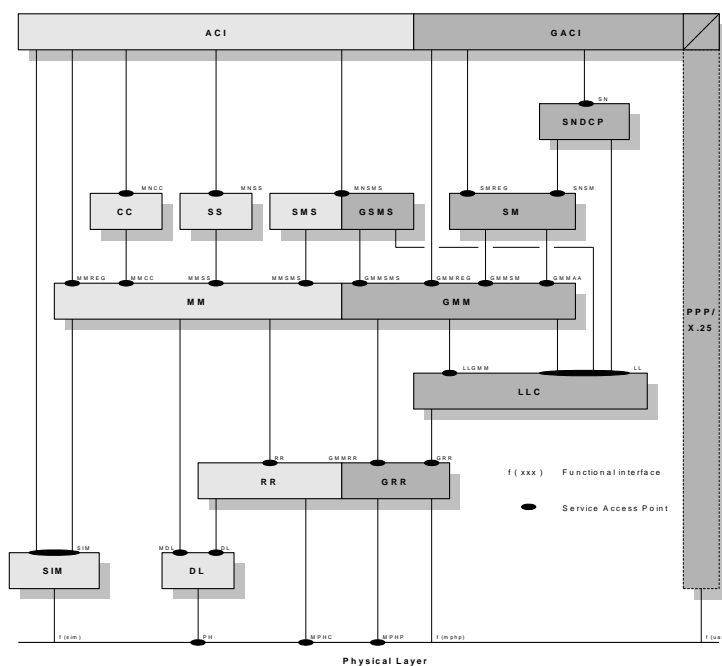 ACI GACI
SN
SNDCP
MNCC MNSS MNSMS SMREG SNSM
CC SS SMS GSMS SM
MMREG MMCC MMSS MMSMS GMMSMS GMMREG GMMSM GMMAA
MM GMM
PPP/
X.25
LLGMM LL
LLC
RR GMMRR GRR
RR GRR
f ( xxx ) Functional interface
Service Access Point
SIM MDL DL
SIM DL
f (sim) PH MPHC MPHP f (mphp) f (ua
Physical Layer